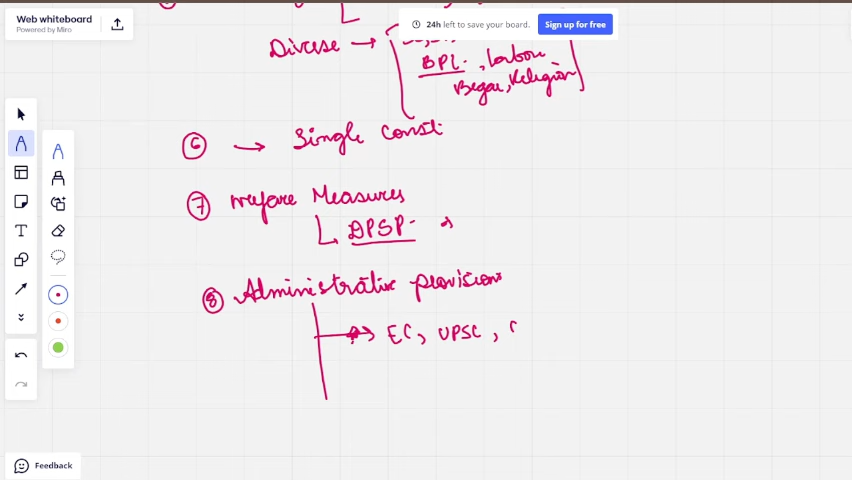 Web whiteboard
Powered by Miro
24h left to save your board.
Sign up for free
Diverse →
BPL, Labour
Begar, Religion
⑥ → Single Consti
⑦ Welfare Measures
DPSP
⑧ Administrative provisions
→ EC, UPSC, C
Feedback